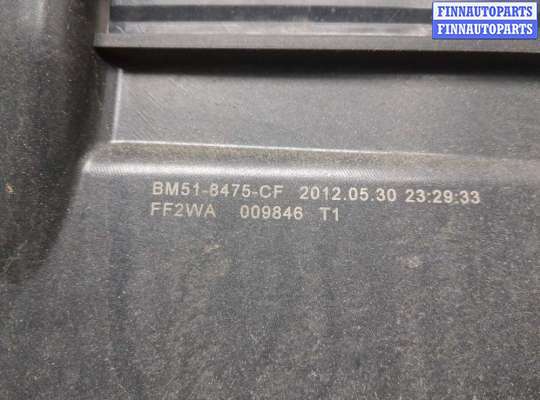 FINNAUTOPARTS
FINNAUTOPARTS
BM51-8475-CF 2012.05.30 23:29:33
FF2WA 009846 T1